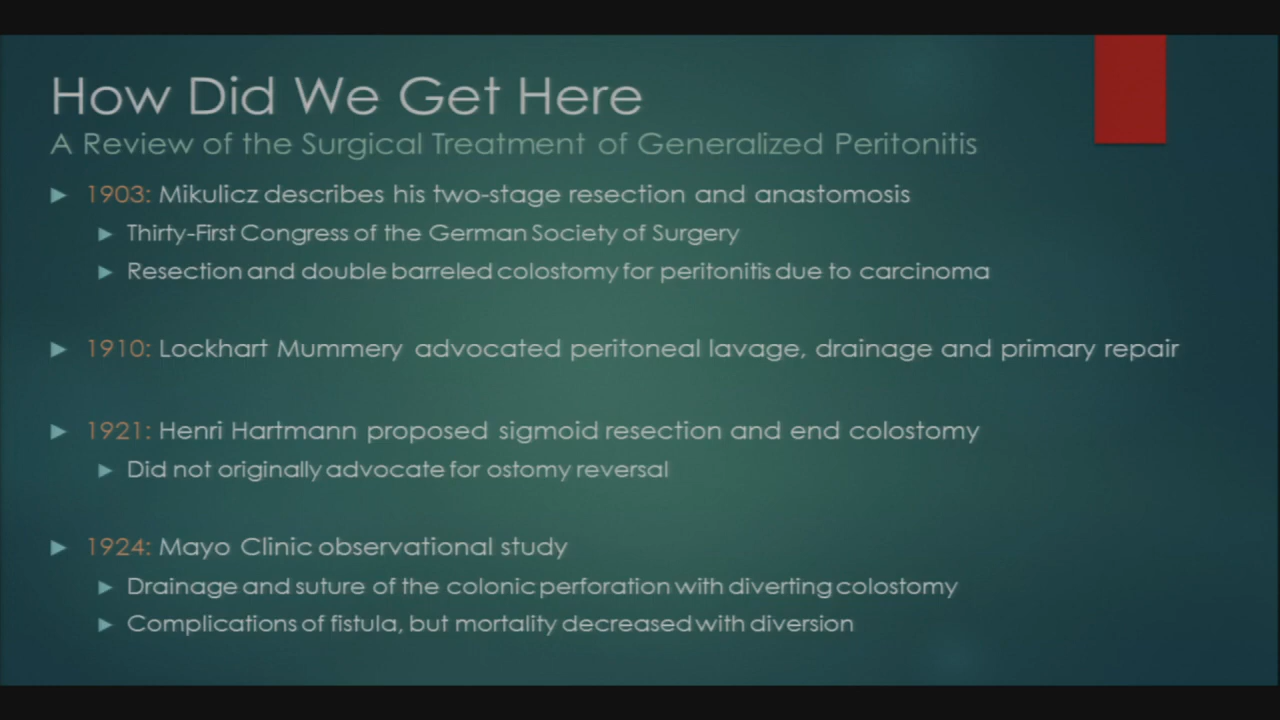 How Did We Get Here
A Review of the Surgical Treatment of Generalized Peritonitis
1903: Mikulicz describes his two-stage resection and anastomosis
Thirty-First Congress of the German Society of Surgery
Resection and double barreled colostomy for peritonitis due to carcinoma
1910: Lockhart Mummery advocated peritoneal lavage, drainage and primary repair
1921: Henri Hartmann proposed sigmoid resection and end colostomy
Did not originally advocate for ostomy reversal
1924: Mayo Clinic observational study
Drainage and suture of the colonic perforation with diverting colostomy
Complications of fistula, but mortality decreased with diversion